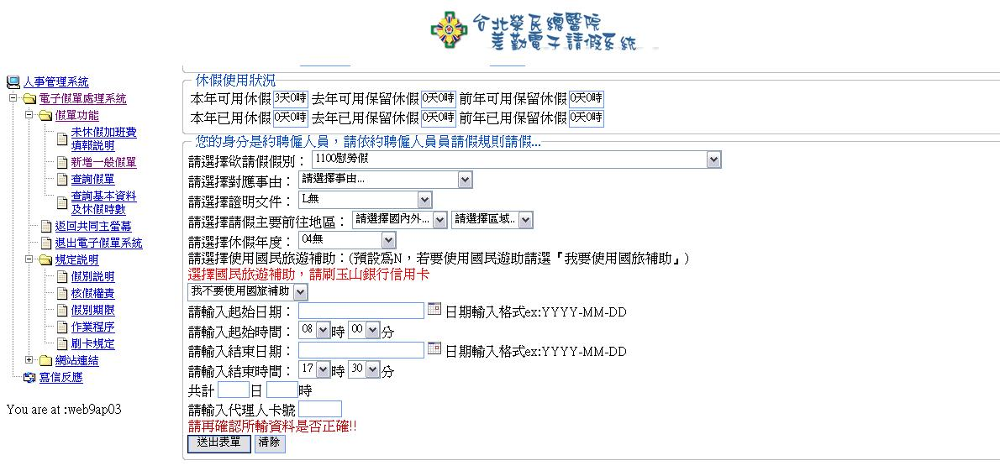 台北榮民總醫院
差勤電子請假系統
人事管理系統
電子假單處理系統
假單功能
未休假加班費
填報說明
新增一般假單
查詢假單
查詢基本資料
及休假時數
返回共同主螢幕
退出電子假單系統
規定說明
假別說明
核假權責
假別期限
作業程序
刷卡規定
網站連結
寫信反應
You are at :web9ap03
休假使用狀況
本年可用休假 3天0時 去年可用保留休假 0天0時 前年可用保留休假 0天0時
本年已用休假 0天0時 去年已用保留休假 0天0時 前年已用保留休假 0天0時
您的身分是約聘僱人員，請依約聘僱人員員請假規則請假...
請選擇欲請假假別： 1100慰勞假
請選擇對應事由： 請選擇事由...
請選擇證明文件： L無
請選擇請假主要前往地區： 請選擇國內外... 請選擇區域..
請選擇休假年度： 04無
請選擇使用國民旅遊補助：(預設為N，若要使用國民遊助請選『我要使用國旅補助』)
選擇國民旅遊補助，請刷玉山銀行信用卡
我不要使用國旅補助
請輸入起始日期： 日期輸入格式ex:YYYY-MM-DD
請輸入起始時間： 08 時 00 分
請輸入結束日期： 日期輸入格式ex:YYYY-MM-DD
請輸入結束時間： 17 時 30 分
共計 日 時
請輸入代理人卡號
請再確認所輸資料是否正確!!
送出表單 清除